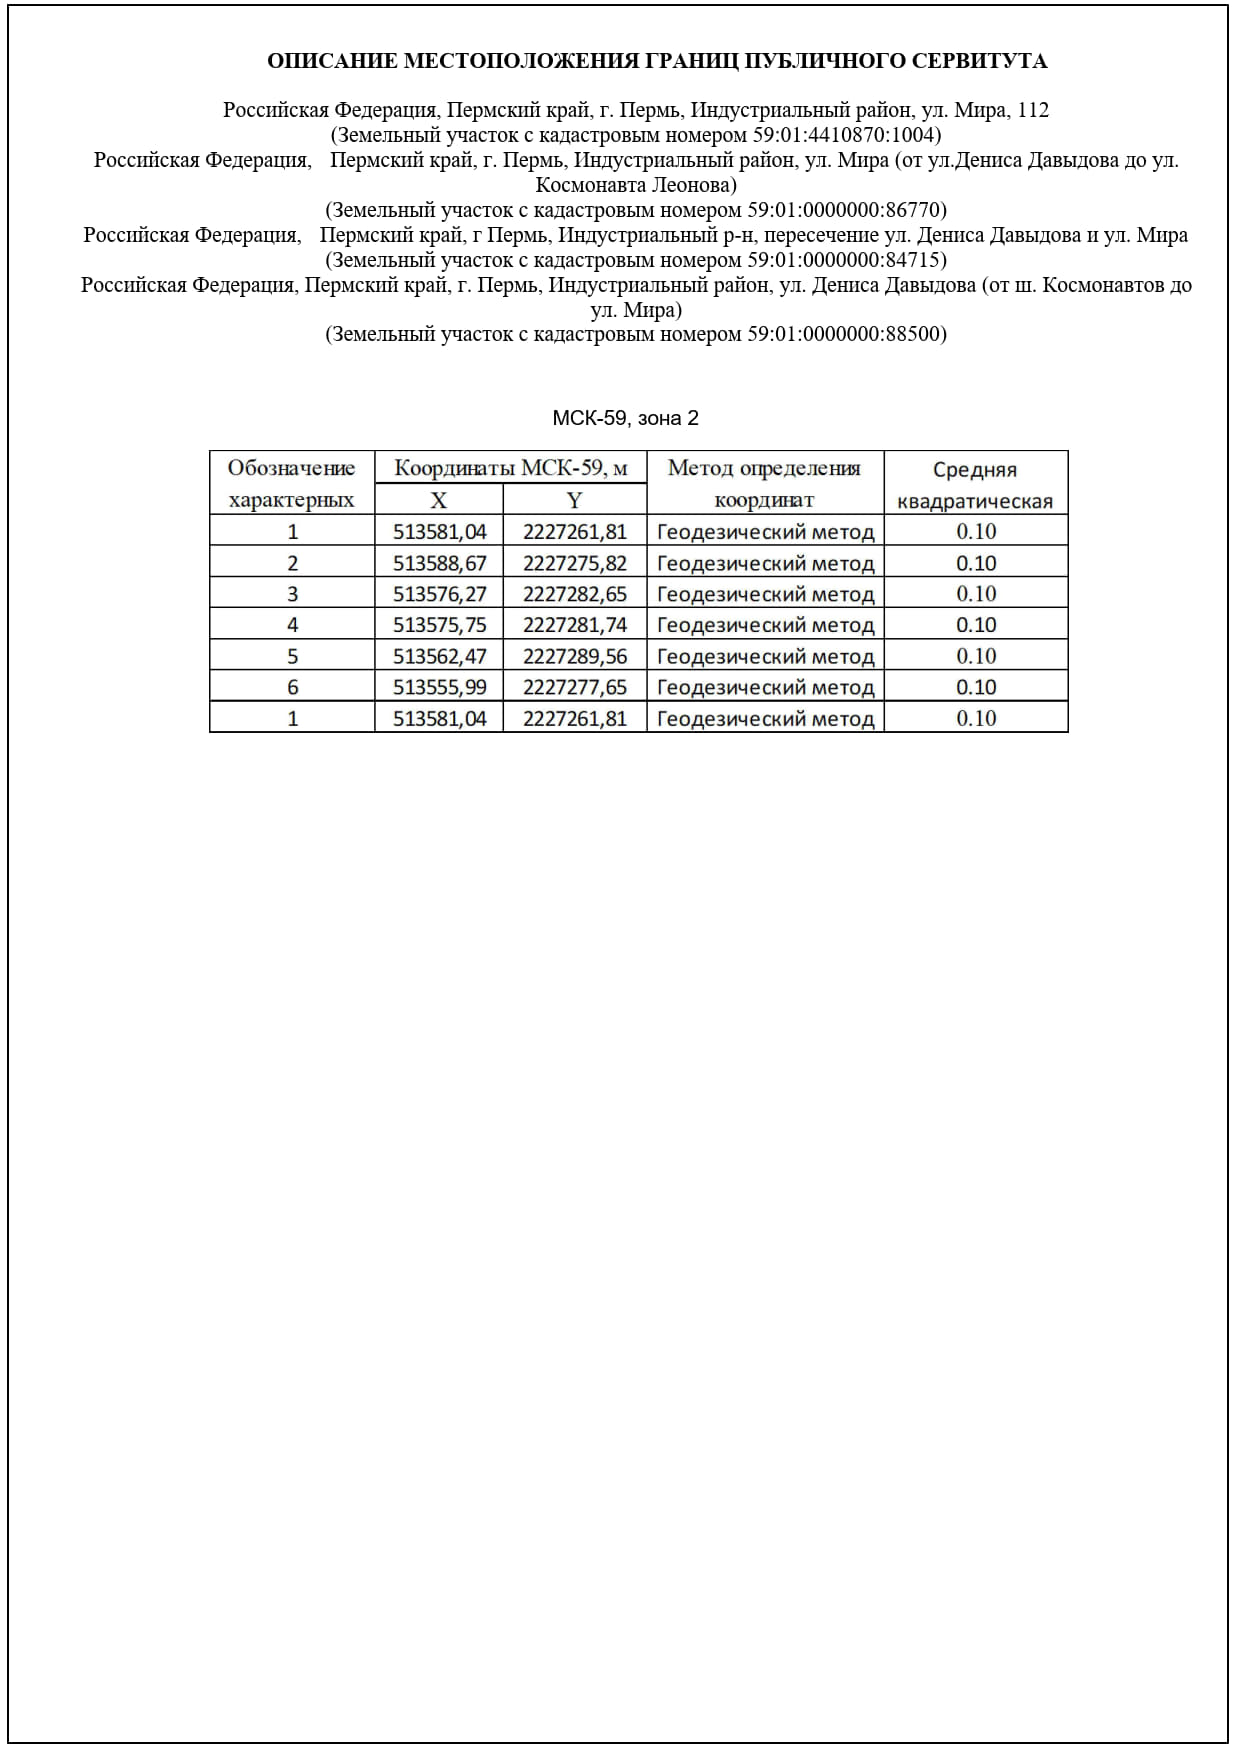 ОПИСАНИЕ МЕСТОПОЛОЖЕНИЯ ГРАНИЦ ПУБЛИЧНОГО СЕРВИТУТА
Российская Федерация, Пермский край, г. Пермь, Индустриальный район, ул. Мира, 112
(Земельный участок с кадастровым номером 59:01:4410870:1004)
Российская Федерация, Пермский край, г. Пермь, Индустриальный район, ул. Мира (от ул.Дениса Давыдова до ул.
Космонавта Леонова)
(Земельный участок с кадастровым номером 59:01:0000000:86770)
Российская Федерация, Пермский край, г Пермь, Индустриальный р-н, пересечение ул. Дениса Давыдова и ул. Мира
(Земельный участок с кадастровым номером 59:01:0000000:84715)
Российская Федерация, Пермский край, г. Пермь, Индустриальный район, ул. Дениса Давыдова (от ш. Космонавтов до
ул. Мира)
(Земельный участок с кадастровым номером 59:01:0000000:88500)
МСК-59, зона 2
Обозначение Координаты МСК-59, м Метод определения Средняя
характерных X Y координат квадратическая
1 513581,04 2227261,81 Геодезический метод 0.10
2 513588,67 2227275,82 Геодезический метод 0.10
3 513576,27 2227282,65 Геодезический метод 0.10
4 513575,75 2227281,74 Геодезический метод 0.10
5 513562,47 2227289,56 Геодезический метод 0.10
6 513555,99 2227277,65 Геодезический метод 0.10
1 513581,04 2227261,81 Геодезический метод 0.10